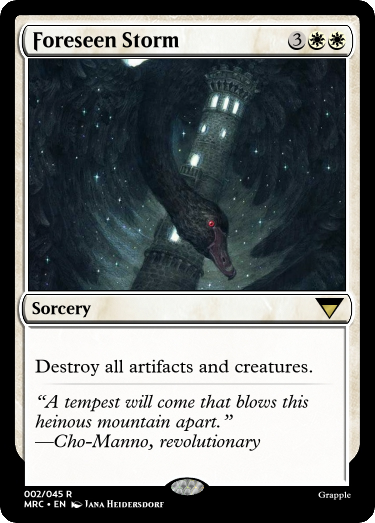 Foreseen Storm 3
Sorcery
Destroy all artifacts and creatures.
“A tempest will come that blows this
heinous mountain apart.”
—Cho-Manno, revolutionary
002/045 R
MRC • EN Jana Heidersdorf
Grapple